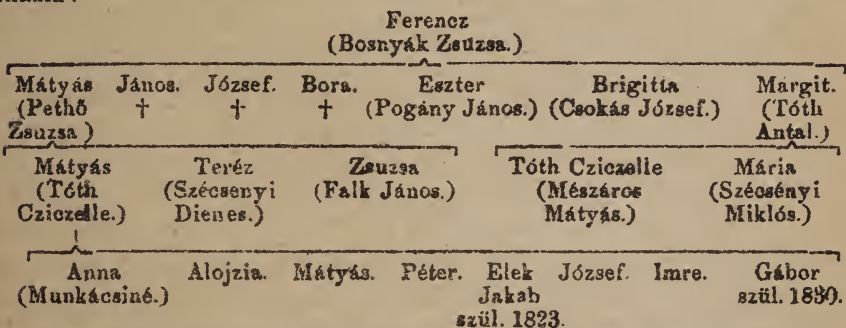 Ferencz
(Bosnyák Zsuzsa.)
Mátyás János. József. Bora. Eszter Brigitta Margit.
(Pethő † † † (Pogány János.) (Csokás József.) (Tóth
Zsuzsa) Antal.)
Mátyás Teréz Zsuzsa Tóth Cziczelle Mária
(Tóth (Szécsenyi (Falk János.) (Mészáros (Szécsényi
Cziczelle.) Dienes.) Mátyás.) Miklós.)
Anna Alojzia. Mátyás. Péter. Elek József. Imre. Gábor
(Munkácsiné.) Jakab szül. 1830.
szül. 1823.